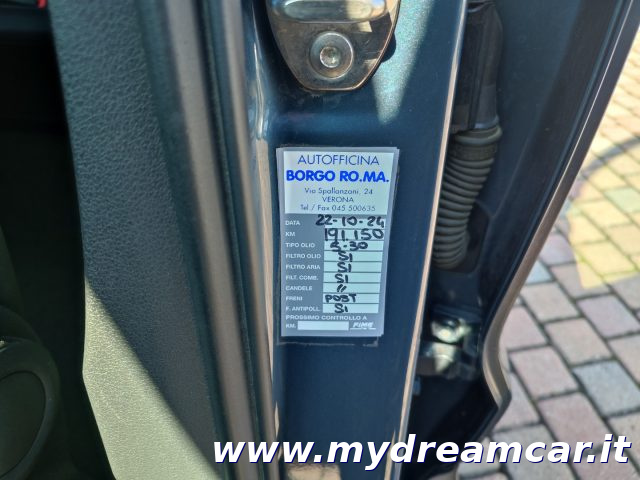 AUTOFFICINA
BORGO RO.MA.
Via Spallanzani, 24
VERONA
Tel / Fax 045 500635
DATA 22-10-24
KM 191.150
TIPO OLIO 5-30
FILTRO OLIO SI
FILTRO ARIA SI
FILT. COMB. SI
CANDELE //
FRENI POST
F. ANTIPOLL. SI
PROSSIMO CONTROLLO A
KM.
www.mydreamcar.it